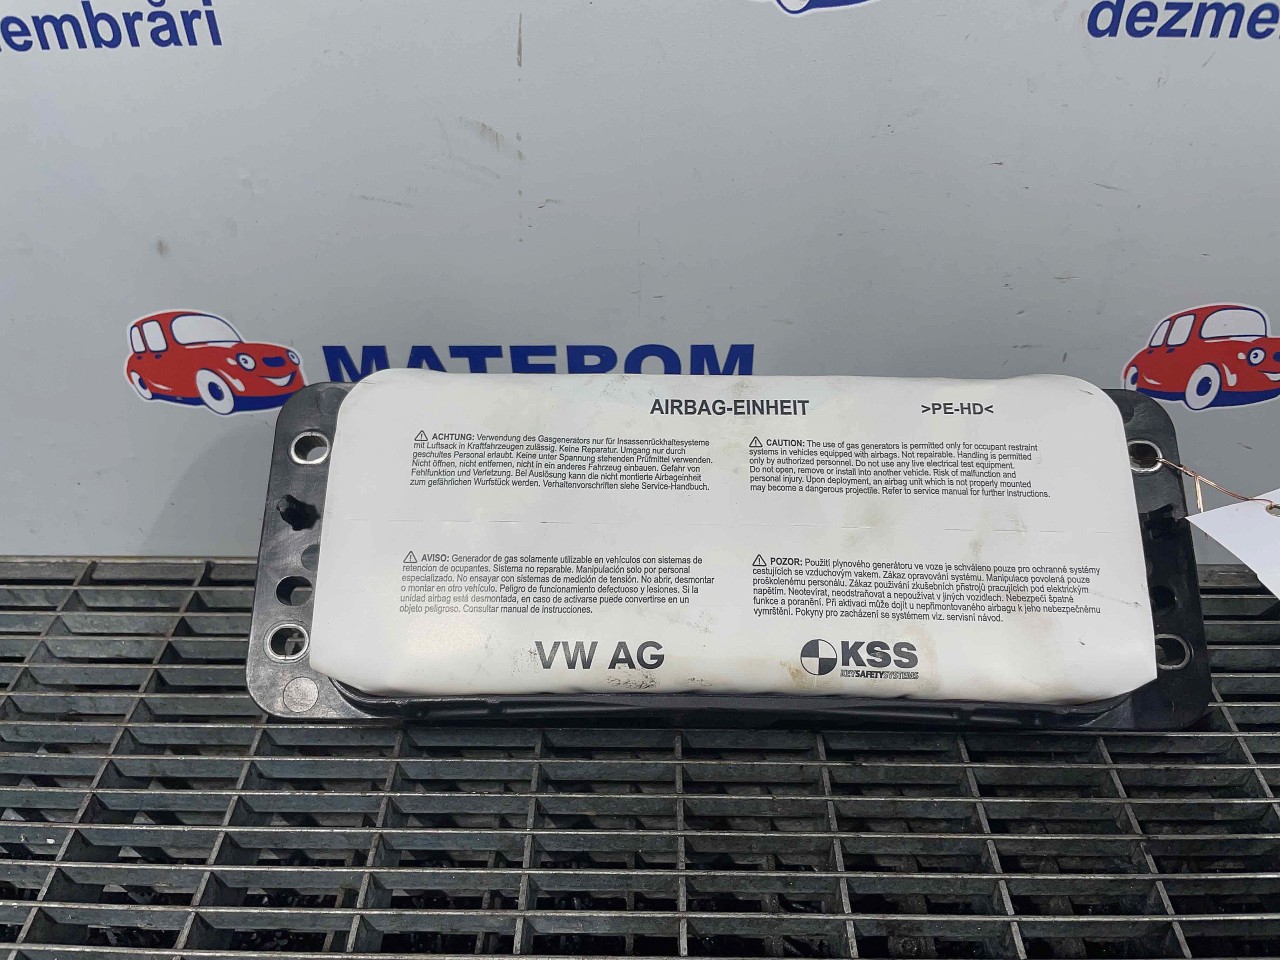 embrări
dezme
MATEROM
AIRBAG-EINHEIT >PE-HD<
ACHTUNG: Verwendung des Gasgenerators nur für Insassenrückhaltesysteme
mit Luftsack in Kraftfahrzeugen zulässig. Keine Reparatur. Umgang nur durch
geschultes Personal erlaubt. Keine unter Spannung stehenden Prüfmittel verwenden.
Nicht öffnen, nicht entfernen, nicht in ein anderes Fahrzeug einbauen. Gefahr von
Fehlfunktion und Verletzung. Bei Auslösung kann die nicht montierte Airbageinheit
zum gefährlichen Wurfstück werden. Verhaltenvorschriften siehe Service-Handbuch.
CAUTION: The use of gas generators is permitted only for occupant restraint
systems in vehicles equipped with airbags. Not repairable. Handling is permitted
only by authorized personnel. Do not use any live electrical test equipment.
Do not open, remove or install into another vehicle. Risk of malfunction and
personal injury. Upon deployment, an airbag unit which is not properly mounted
may become a dangerous projectile. Refer to service manual for further instructions.
AVISO: Generador de gas solamente utilizable en vehículos con sistemas de
retencion de ocupantes. Sistema no reparable. Manipulación solo por personal
especializado. No ensayar con sistemas de medición de tensión. No abrir, desmontar
o montar en otro vehículo. Peligro de funcionamiento defectuoso y lesiones. Si la
unidad airbag está desmontada, en caso de activarse puede convertirse en un
objeto peligroso. Consultar manual de instrucciones.
POZOR: Použití plynového generátoru ve voze je schváleno pouze pro ochranné systémy
cestujících se vzduchovým vakem. Zákaz opravování systému. Manipulace povolená pouze
proškolenému personálu. Zákaz používání zkušebních přístrojů pracujících pod elektrickým
napětím. Neotevírat, neodstraňovat a nepoužívat v jiných vozidlech. Nebezpečí špatné
funkce a poranění. Při aktivaci může dojít u nepřimontovaného airbagu k jeho nebezpečnému
vymrštění. Pokyny pro zacházení se systémem viz. servisní návod.
VW AG
KSS
KEYSAFETYSYSTEMS